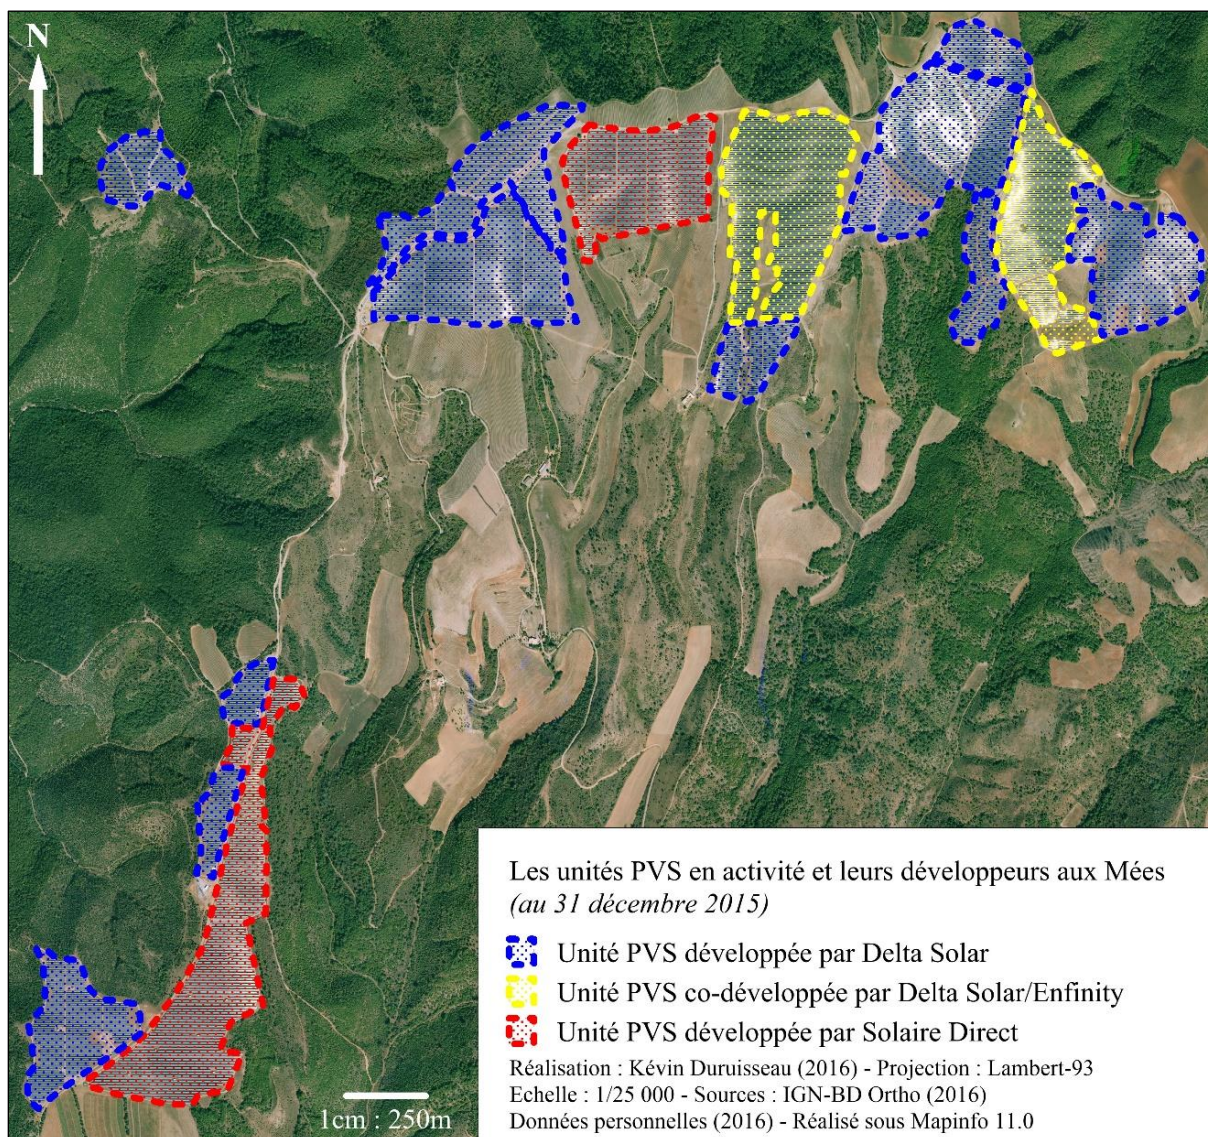 N
Les unités PVS en activité et leurs développeurs aux Mées
(au 31 décembre 2015)
Unité PVS développée par Delta Solar
Unité PVS co-développée par Delta Solar/Enfinity
Unité PVS développée par Solaire Direct
Réalisation : Kévin Duruisseau (2016) - Projection : Lambert-93
Echelle : 1/25 000 - Sources : IGN-BD Ortho (2016)
Données personnelles (2016) - Réalisé sous Mapinfo 11.0
1cm : 250m